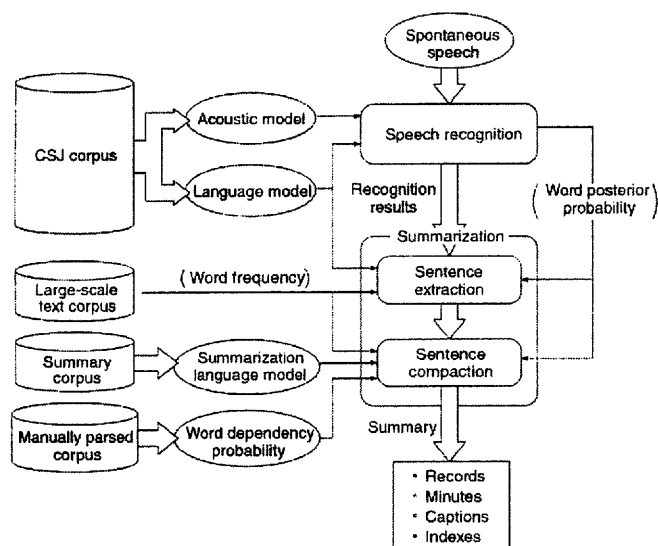 Spontaneous
speech
CSJ corpus
Acoustic model
Language model
Speech recognition
Recognition
results
( Word posterior
probability )
Summarization
Large-scale
text corpus
( Word frequency)
Sentence
extraction
Summary
corpus
Summarization
language model
Sentence
compaction
Manually parsed
corpus
Word dependency
probability
Summary
• Records
• Minutes
• Captions
• Indexes